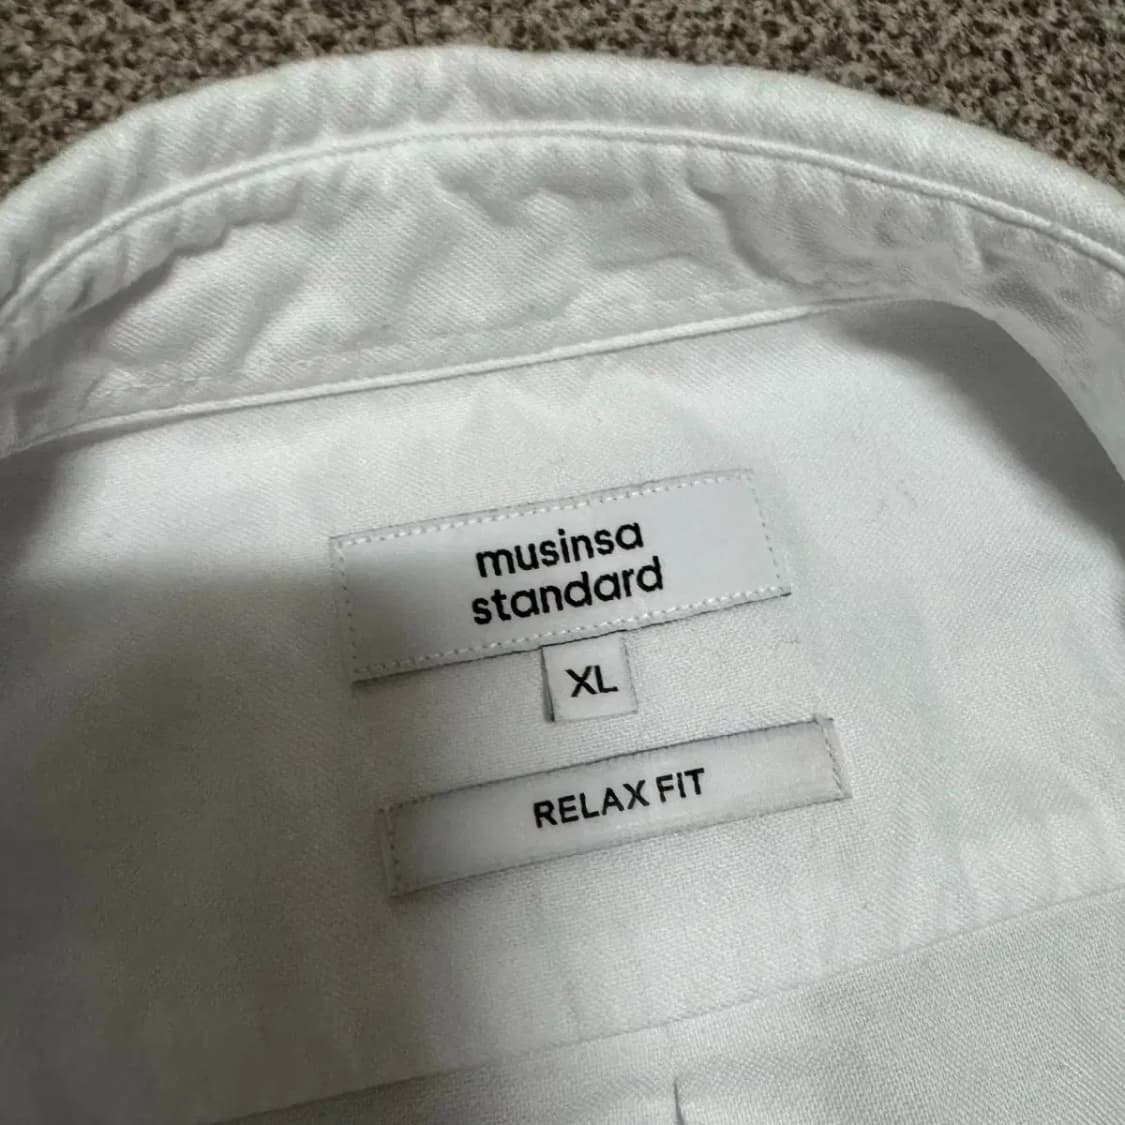 musinsa
standard
XL
RELAX FIT